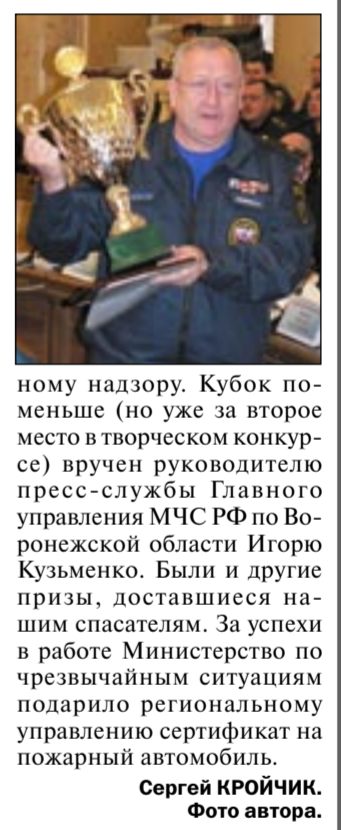 ному надзору. Кубок по-
меньше (но уже за второе
место в творческом конкур-
се) вручен руководителю
пресс-службы Главного
управления МЧС РФ по Во-
ронежской области Игорю
Кузьменко. Были и другие
призы, доставшиеся на-
шим спасателям. За успехи
в работе Министерство по
чрезвычайным ситуациям
подарило региональному
управлению сертификат на
пожарный автомобиль.
Сергей КРОЙЧИК.
Фото автора.